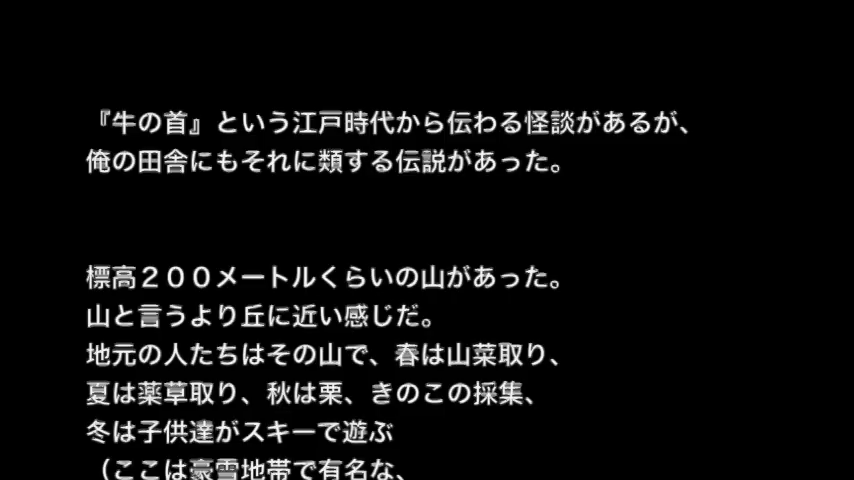 『牛の首』という江戸時代から伝わる怪談があるが、
俺の田舎にもそれに類する伝説があった。
標高２００メートルくらいの山があった。
山と言うより丘に近い感じだ。
地元の人たちはその山で、春は山菜取り、
夏は薬草取り、秋は栗、きのこの採集、
冬は子供達がスキーで遊ぶ
（ここは豪雪地帯で有名な、